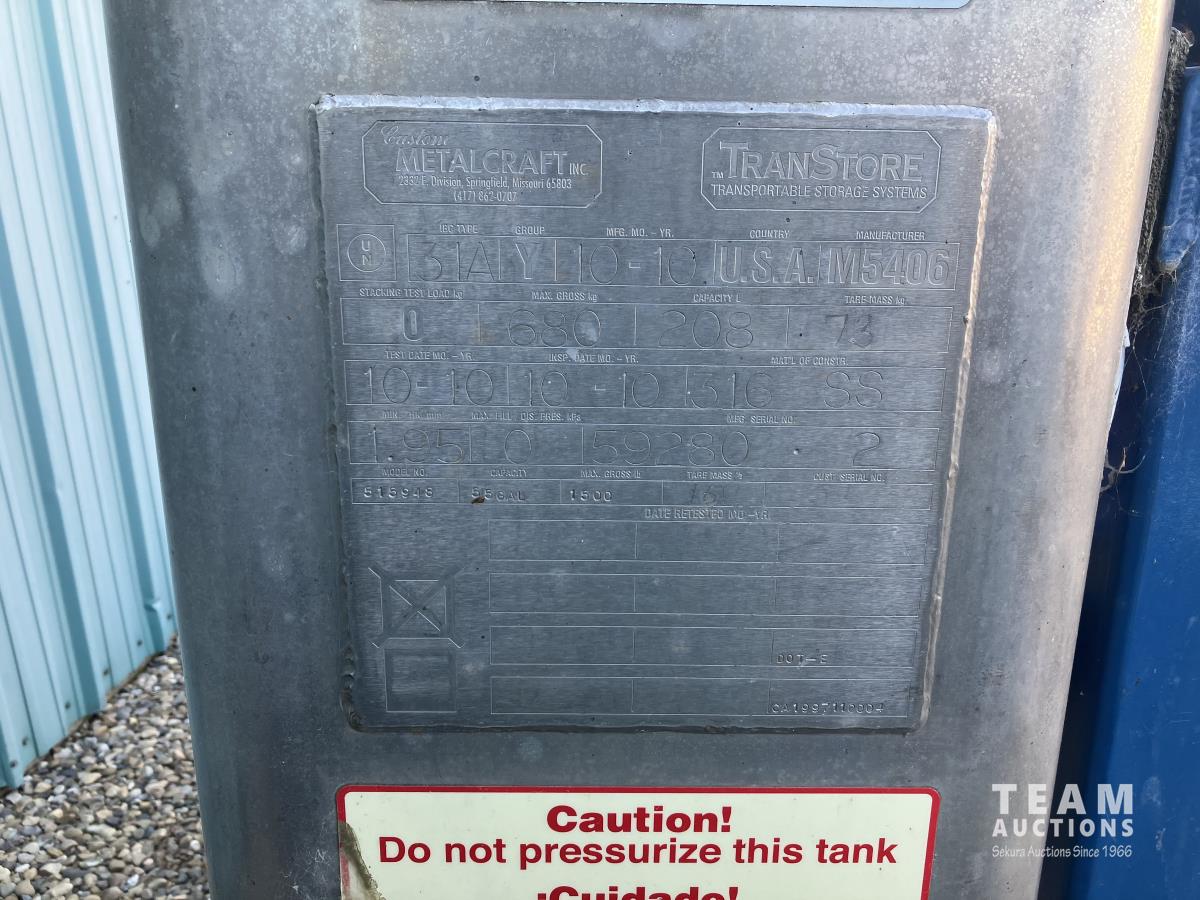 Custom
METALCRAFT INC.
2332 E. Division, Springfield, Missouri 65803
(417) 862-0707
TRANSTORE
TM
TRANSPORTABLE STORAGE SYSTEMS
IBC TYPE GROUP MFG. MO. - YR. COUNTRY MANUFACTURER
UN 31A Y 10-10 U.S.A. M5406
STACKING TEST LOAD kg MAX. GROSS kg CAPACITY L TARE MASS kg
0 680 208 73
TEST DATE MO. - YR. INSP. DATE MO. - YR. MAT'L OF CONSTR.
10-10 10-10 316 SS
MIN. THK mm MAX. FILL DIS. PRES. kPa MFG. SERIAL NO.
1.95 0 59280 2
MODEL NO. CAPACITY MAX. GROSS lb TARE MASS lb CUST. SERIAL NO.
515948 55GAL 1500
DATE RETESTED MO - YR
DOT-E
CA1997110004
Caution!
Do not pressurize this tank
¡Cuidado!
TEAM
AUCTIONS
Sekura Auctions Since 1966